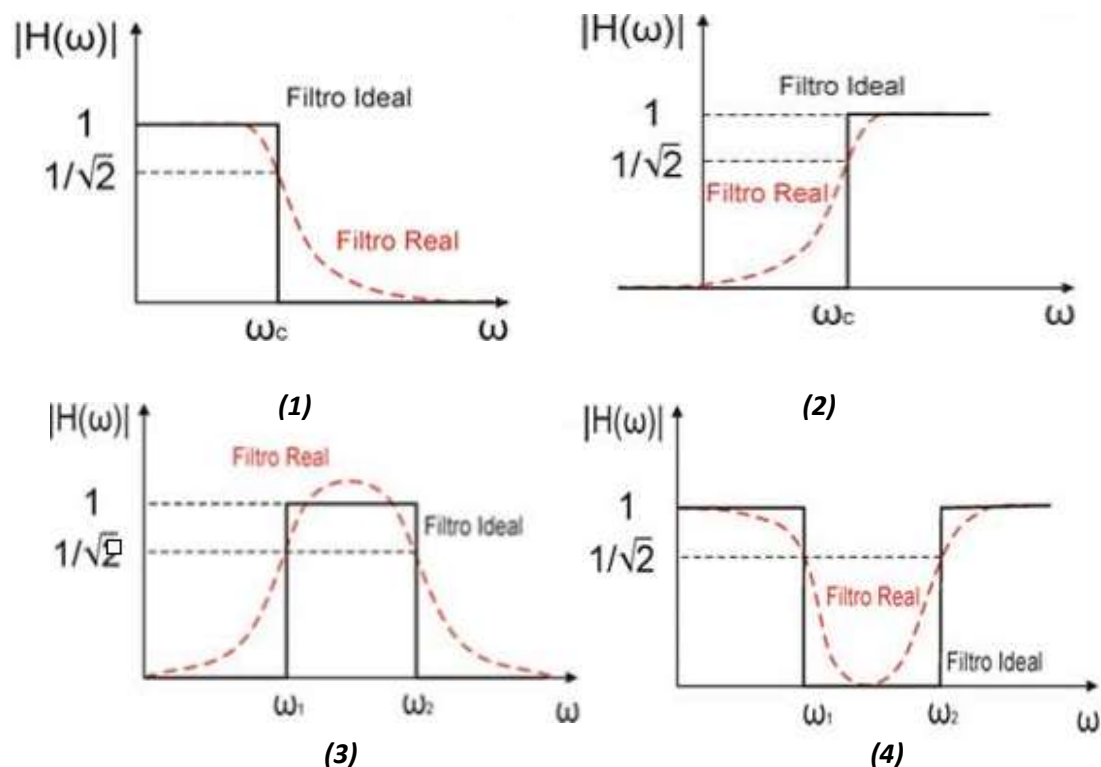 |H(ω)|
Filtro Ideal
1
1/√2
Filtro Real
ωc
ω
(1)
|H(ω)|
Filtro Ideal
1
1/√2
Filtro Real
ωc
ω
(2)
|H(ω)|
Filtro Real
1
Filtro Ideal
1/√2
ω1
ω2
ω
(3)
|H(ω)|
1
1/√2
Filtro Real
Filtro Ideal
ω1
ω2
ω
(4)